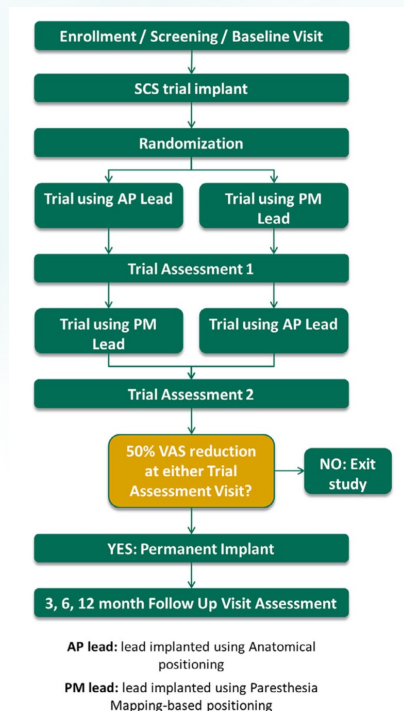 Enrollment / Screening / Baseline Visit
SCS trial implant
Randomization
Trial using AP Lead
Trial using PM
Lead
Trial Assessment 1
Trial using PM
Lead
Trial using AP Lead
Trial Assessment 2
50% VAS reduction
at either Trial
Assessment Visit?
NO: Exit
study
YES: Permanent Implant
3, 6, 12 month Follow Up Visit Assessment
AP lead: lead implanted using Anatomical
positioning
PM lead: lead implanted using Paresthesia
Mapping-based positioning